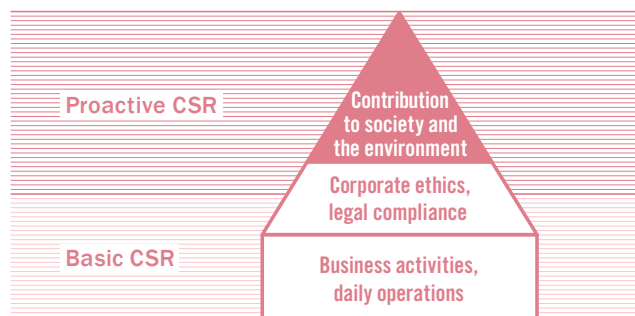 Proactive CSR
Contribution
to society and
the environment
Corporate ethics,
legal compliance
Basic CSR
Business activities,
daily operations